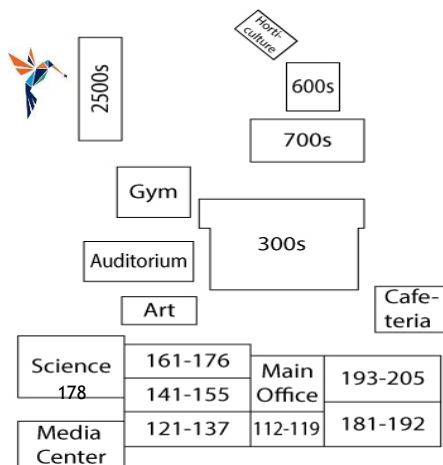 Horti-
culture
2500s
600s
700s
Gym
300s
Auditorium
Art
Cafe-
teria
Science
178
161-176
141-155
121-137
Main
Office
112-119
193-205
181-192
Media
Center